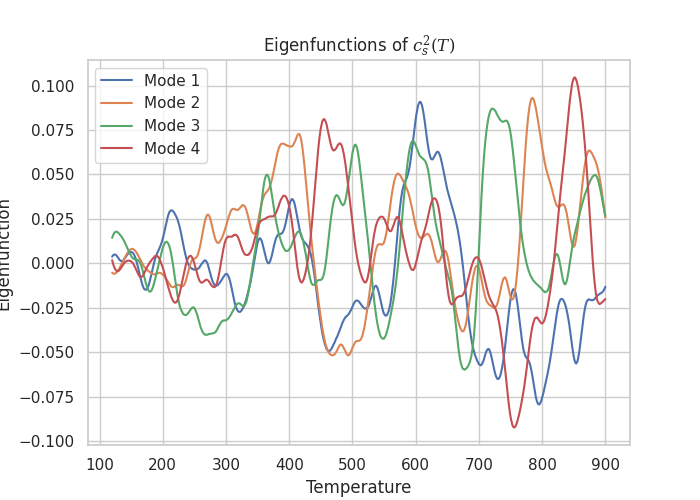 Eigenfunctions of $c_s^2(T)$
Mode 1
Mode 2
Mode 3
Mode 4
Eigenfunction
0.100
0.075
0.050
0.025
0.000
−0.025
−0.050
−0.075
−0.100
100 200 300 400 500 600 700 800 900
Temperature